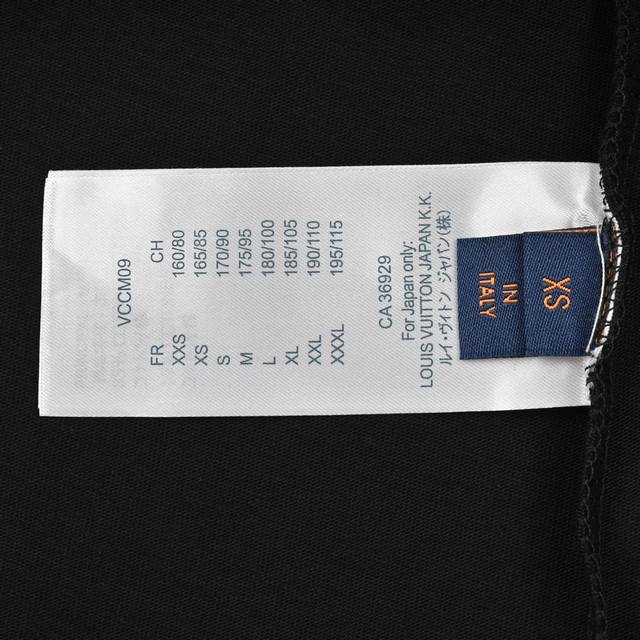 XS
IN
ITALY
VCCM09
FR CH
XXS 160/80
XS 165/85
S 170/90
M 175/95
L 180/100
XL 185/105
XXL 190/110
XXXL 195/115
CA 36929
For Japan only:
LOUIS VUITTON JAPAN K.K.
ルイ・ヴィトン ジャパン(株)